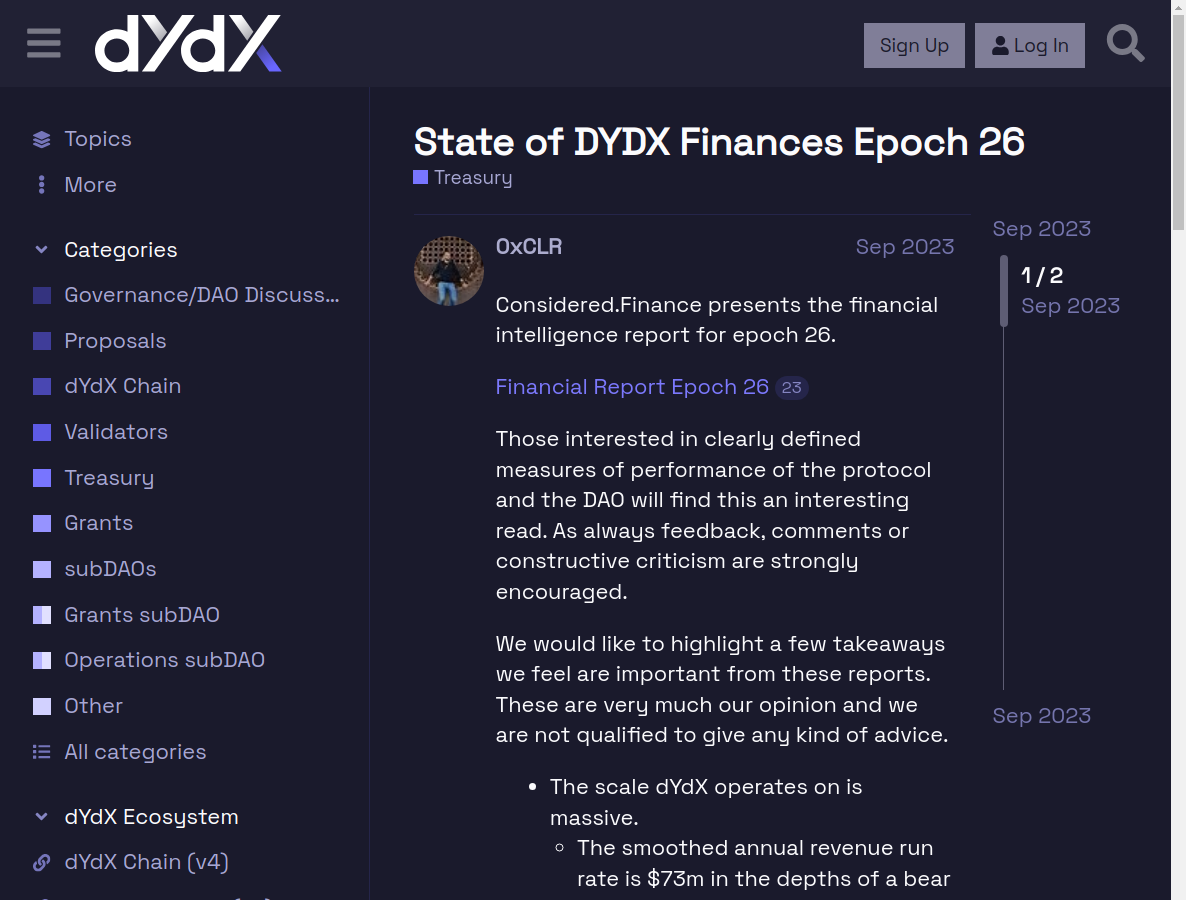 dYdX
Sign Up
Log In
Topics
More
Categories
Governance/DAO Discuss...
Proposals
dYdX Chain
Validators
Treasury
Grants
subDAOs
Grants subDAO
Operations subDAO
Other
All categories
dYdX Ecosystem
dYdX Chain (v4)
State of DYDX Finances Epoch 26
Treasury
0xCLR
Sep 2023
Considered.Finance presents the financial
intelligence report for epoch 26.
Financial Report Epoch 26 23
Those interested in clearly defined
measures of performance of the protocol
and the DAO will find this an interesting
read. As always feedback, comments or
constructive criticism are strongly
encouraged.
We would like to highlight a few takeaways
we feel are important from these reports.
These are very much our opinion and we
are not qualified to give any kind of advice.
The scale dYdX operates on is
massive.
The smoothed annual revenue run
rate is $73m in the depths of a bear
Sep 2023
1 / 2
Sep 2023
Sep 2023